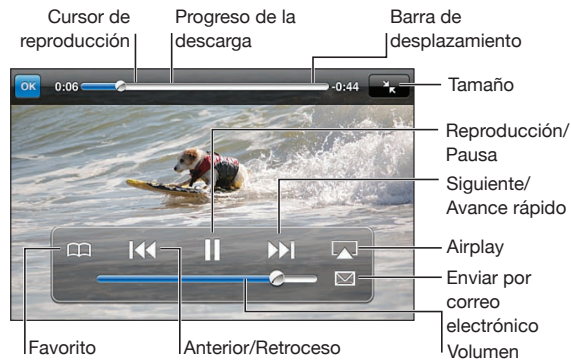 Cursor de
reproducción
Progreso de la
descarga
Barra de
desplazamiento
OK
0:06
-0:44
Tamaño
Reproducción/
Pausa
Siguiente/
Avance rápido
Airplay
Enviar por
correo
electrónico
Volumen
Favorito
Anterior/Retroceso